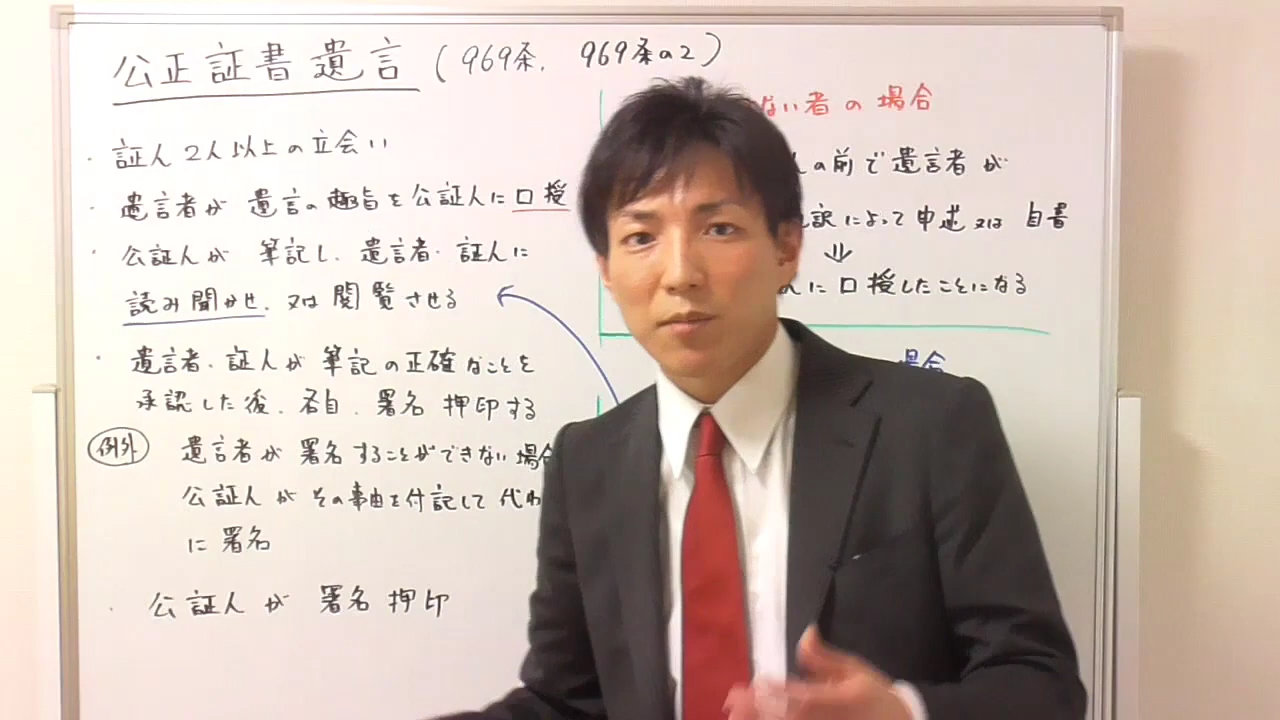 公正証書遺言 (969条、969条の2)
・証人2人以上の立会い
・遺言者が遺言の趣旨を公証人に口授
・公証人が筆記し、遺言者・証人に
読み聞かせ、又は閲覧させる
・遺言者・証人が筆記の正確なことを
承認した後、各自、署名押印する
例外 遺言者が署名することができない場合
公証人がその事由を付記して代わ
に署名
・公証人が署名押印
ない者の場合
の前で遺言者が
訳によって申述又は自書
⇓
に口授したことになる
場合